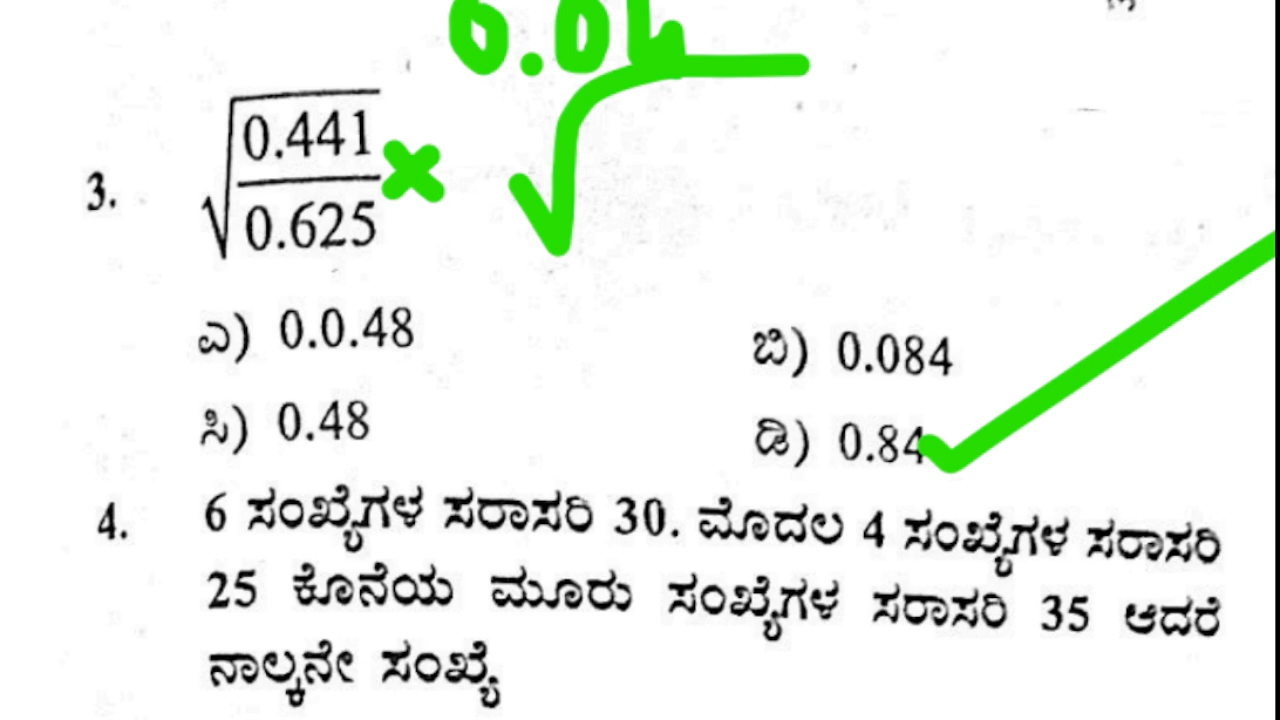 3. √(0.441/0.625) ×
ಎ) 0.0.48 ಬಿ) 0.084
ಸಿ) 0.48 ಡಿ) 0.84
4. 6 ಸಂಖ್ಯೆಗಳ ಸರಾಸರಿ 30. ಮೊದಲ 4 ಸಂಖ್ಯೆಗಳ ಸರಾಸರಿ
25 ಕೊನೆಯ ಮೂರು ಸಂಖ್ಯೆಗಳ ಸರಾಸರಿ 35 ಆದರೆ
ನಾಲ್ಕನೇ ಸಂಖ್ಯೆ